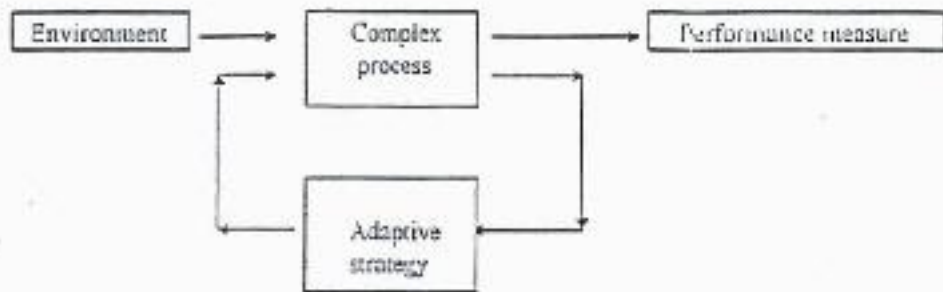 Environment
Complex
process
Performance measure
Adaptive
strategy